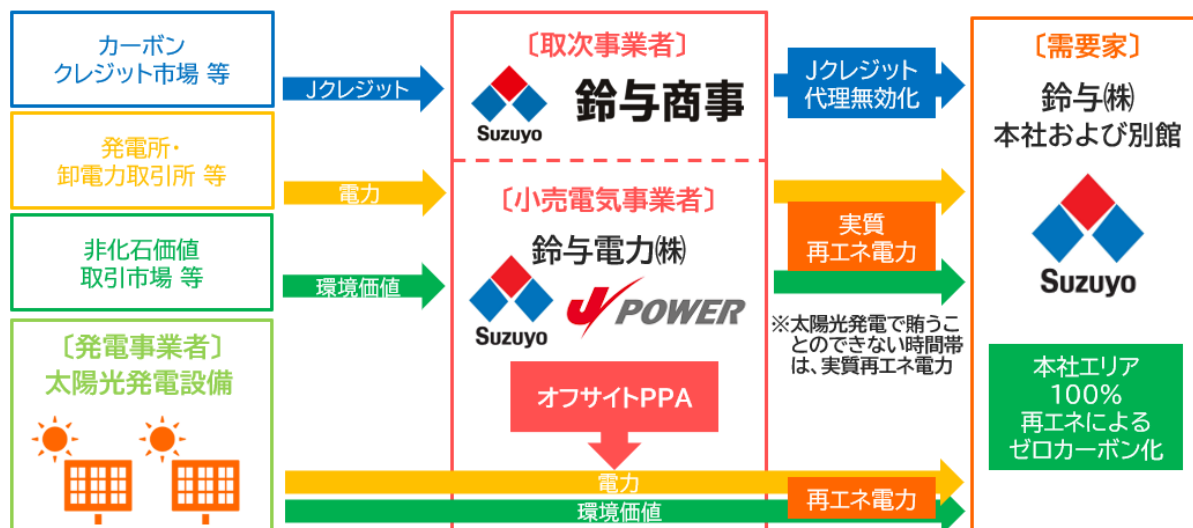 カーボン
クレジット市場 等
発電所・
卸電力取引所 等
非化石価値
取引市場 等
〔発電事業者〕
太陽光発電設備
Jクレジット
電力
環境価値
〔取次事業者〕
Suzuyo
鈴与商事
〔小売電気事業者〕
鈴与電力㈱
Suzuyo
J POWER
オフサイトPPA
電力
環境価値
Jクレジット
代理無効化
実質
再エネ電力
※太陽光発電で賄うこ
とのできない時間帯
は、実質再エネ電力
再エネ電力
〔需要家〕
鈴与㈱
本社および別館
Suzuyo
本社エリア
100%
再エネによる
ゼロカーボン化